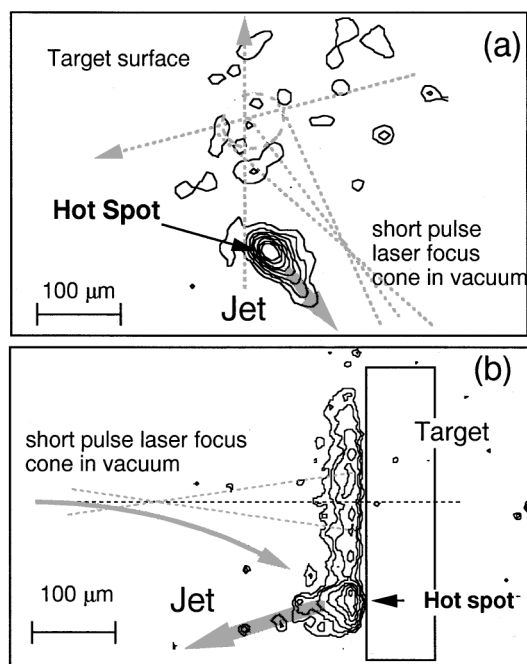 (a)
Target surface
Hot Spot
short pulse
laser focus
cone in vacuum
100 μm
Jet
(b)
short pulse laser focus
cone in vacuum
Target
100 μm
Jet
Hot spot